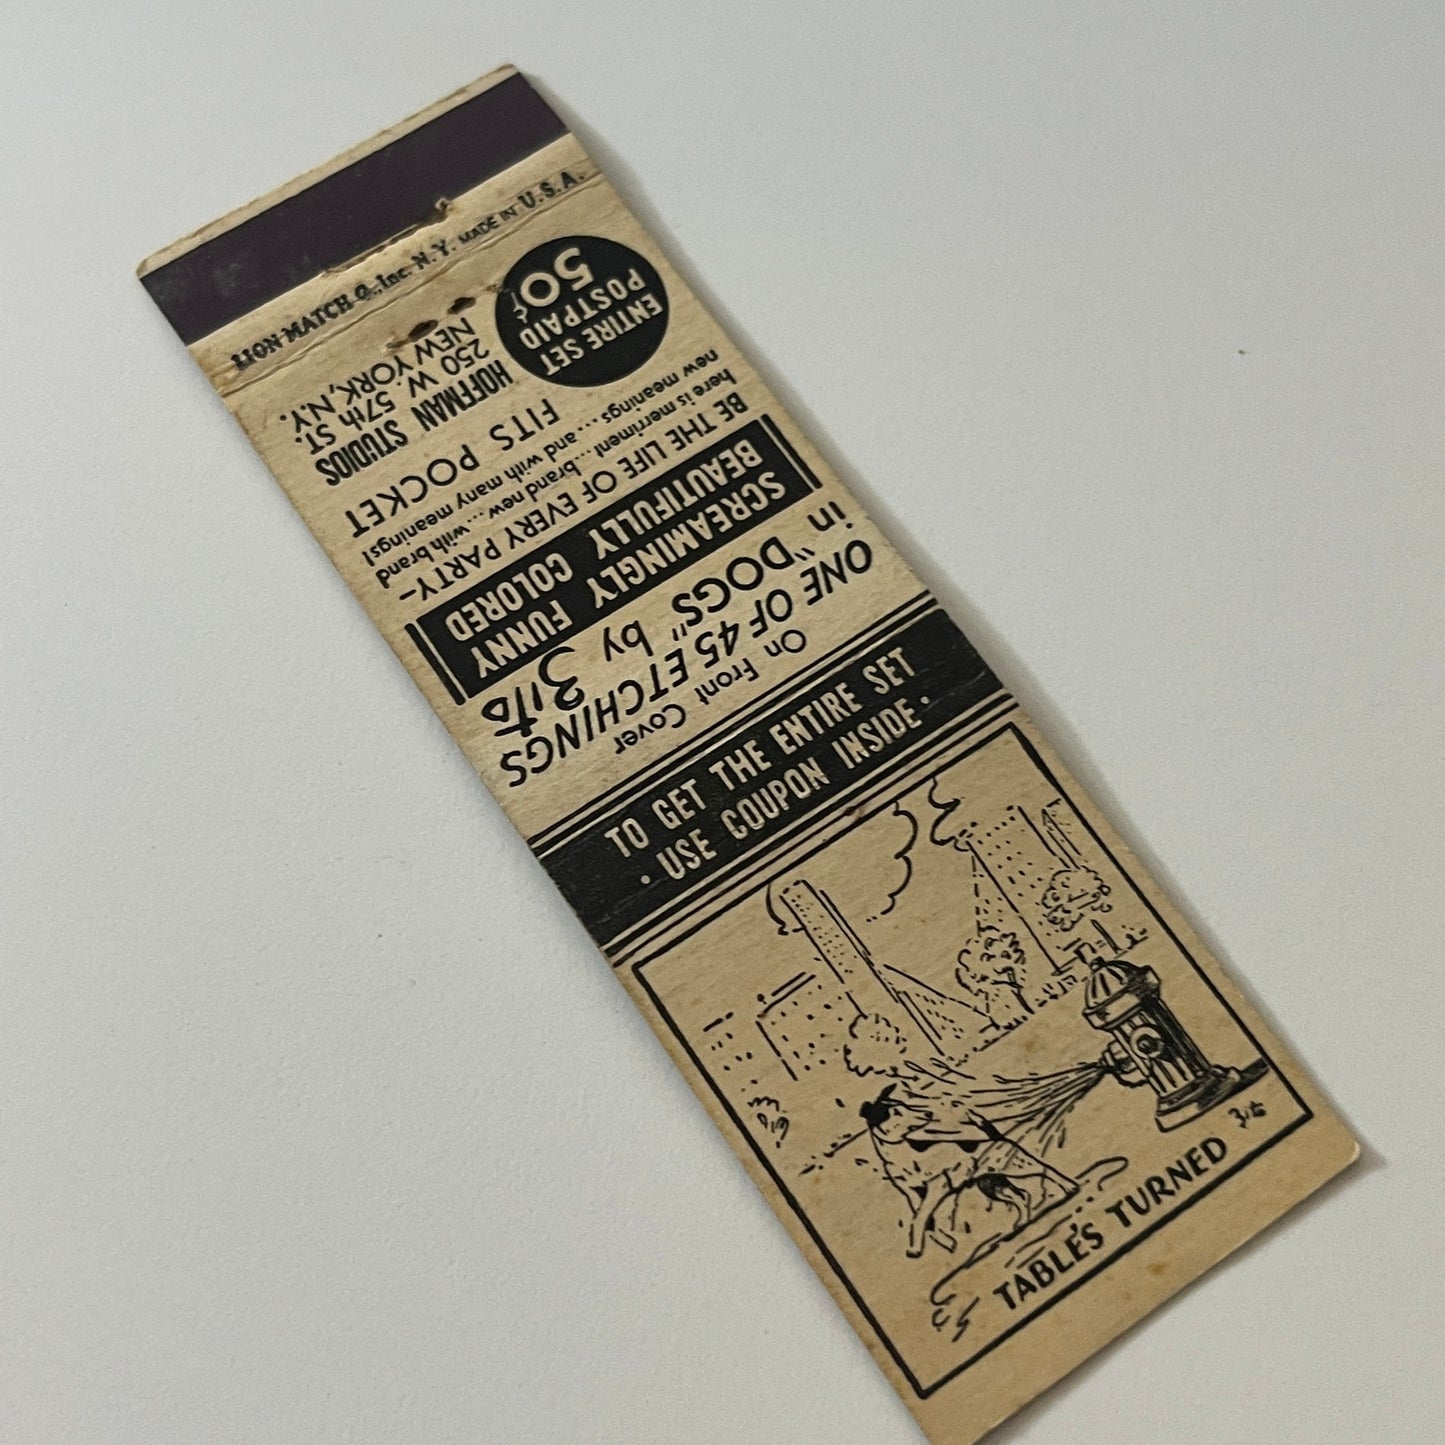 LION MATCH Co., Inc. N.Y. MADE IN U.S.A.
On Front Cover
ONE OF 45 ETCHINGS
in "DOGS" by Zito
SCREAMINGLY FUNNY
BEAUTIFULLY COLORED
BE THE LIFE OF EVERY PARTY—
here is merriment...brand new...with brand
new meanings...and with many meanings!
FITS POCKET
HOFFMAN STUDIOS
250 W. 57th ST.
NEW YORK, N.Y.
ENTIRE SET
POSTPAID
50¢
TO GET THE ENTIRE SET
· USE COUPON INSIDE ·
Zito
TABLES TURNED